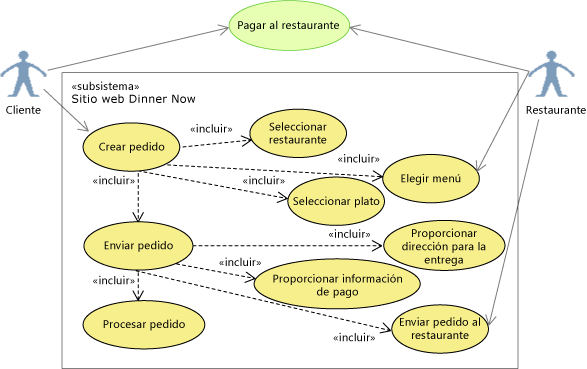 Pagar al restaurante
Cliente
Restaurante
«subsistema»
Sitio web Dinner Now
Crear pedido
«incluir»
Seleccionar
restaurante
«incluir»
Elegir menú
«incluir»
«incluir»
Seleccionar plato
Enviar pedido
«incluir»
Proporcionar
dirección para la
entrega
«incluir»
Proporcionar información
de pago
«incluir»
Procesar pedido
«incluir»
Enviar pedido al
restaurante